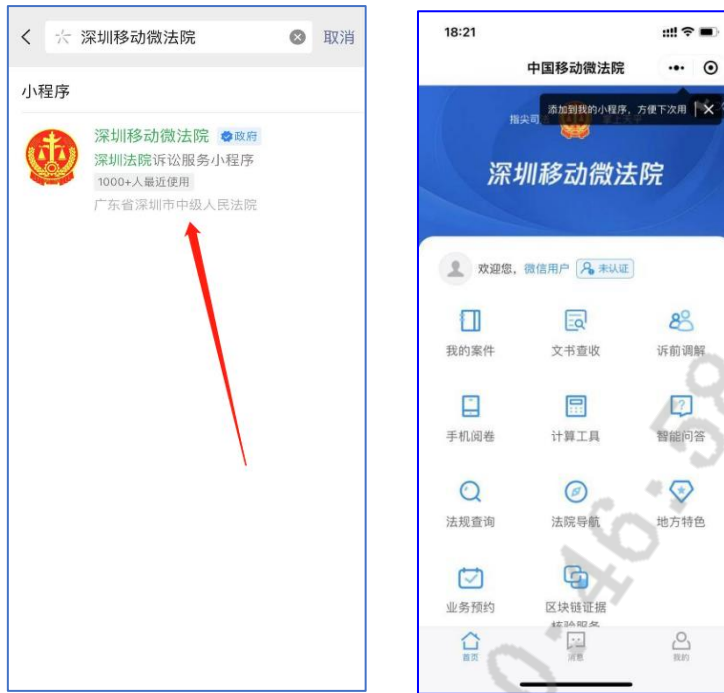 深圳移动微法院
取消
小程序
深圳移动微法院 政府
深圳法院诉讼服务小程序
1000+人最近使用
广东省深圳市中级人民法院
18:21
中国移动微法院
添加到我的小程序，方便下次用
指尖司
深圳移动微法院
欢迎您，微信用户 未认证
我的案件 文书查收 诉前调解
手机阅卷 计算工具 智能问答
法规查询 法院导航 地方特色
业务预约 区块链证据
核验服务
首页 消息 我的